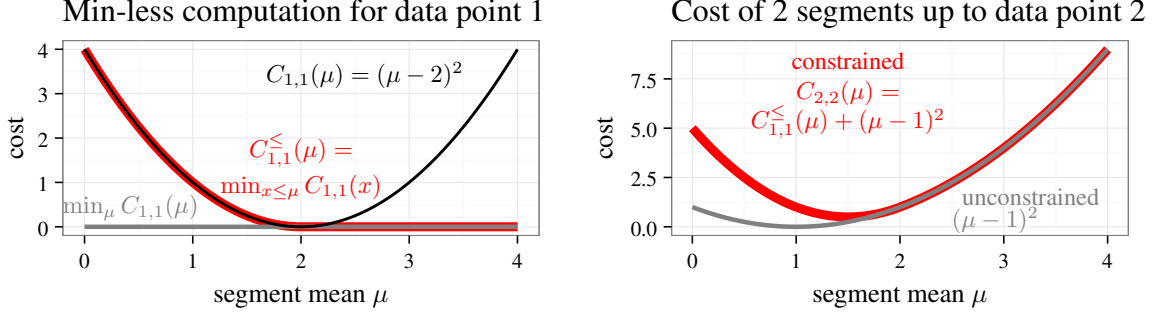 Min-less computation for data point 1
cost
4
3
2
1
0
C_{1,1}(μ) = (μ − 2)^2
C^≤_{1,1}(μ) =
min_{x≤μ} C_{1,1}(x)
min_μ C_{1,1}(μ)
0 1 2 3 4
segment mean μ
Cost of 2 segments up to data point 2
cost
7.5
5.0
2.5
0.0
constrained
C_{2,2}(μ) =
C^≤_{1,1}(μ) + (μ − 1)^2
unconstrained
(μ − 1)^2
0 1 2 3 4
segment mean μ